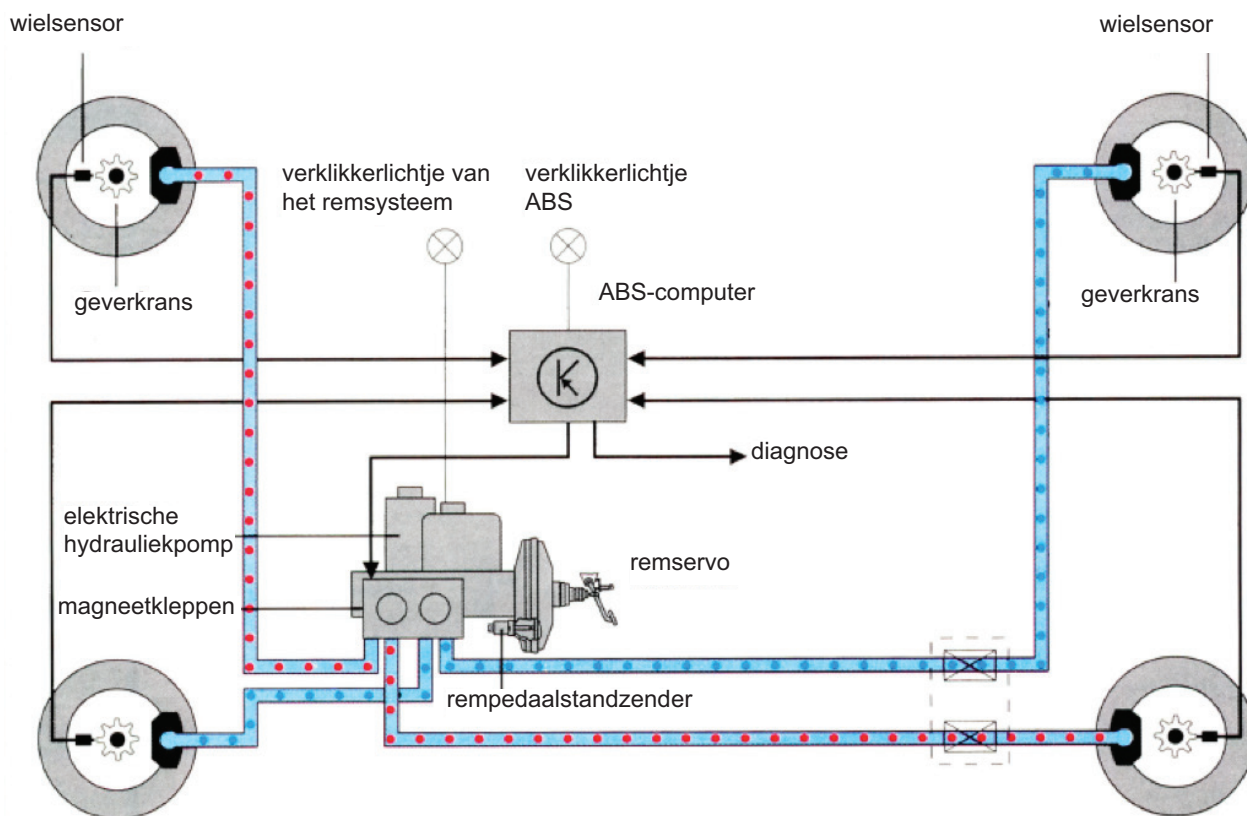 wielsensor
wielsensor
verklikkerlichtje van
het remsysteem
verklikkerlichtje
ABS
geverkrans
ABS-computer
geverkrans
K
diagnose
elektrische
hydrauliekpomp
remservo
magneetkleppen
rempedaalstandzender